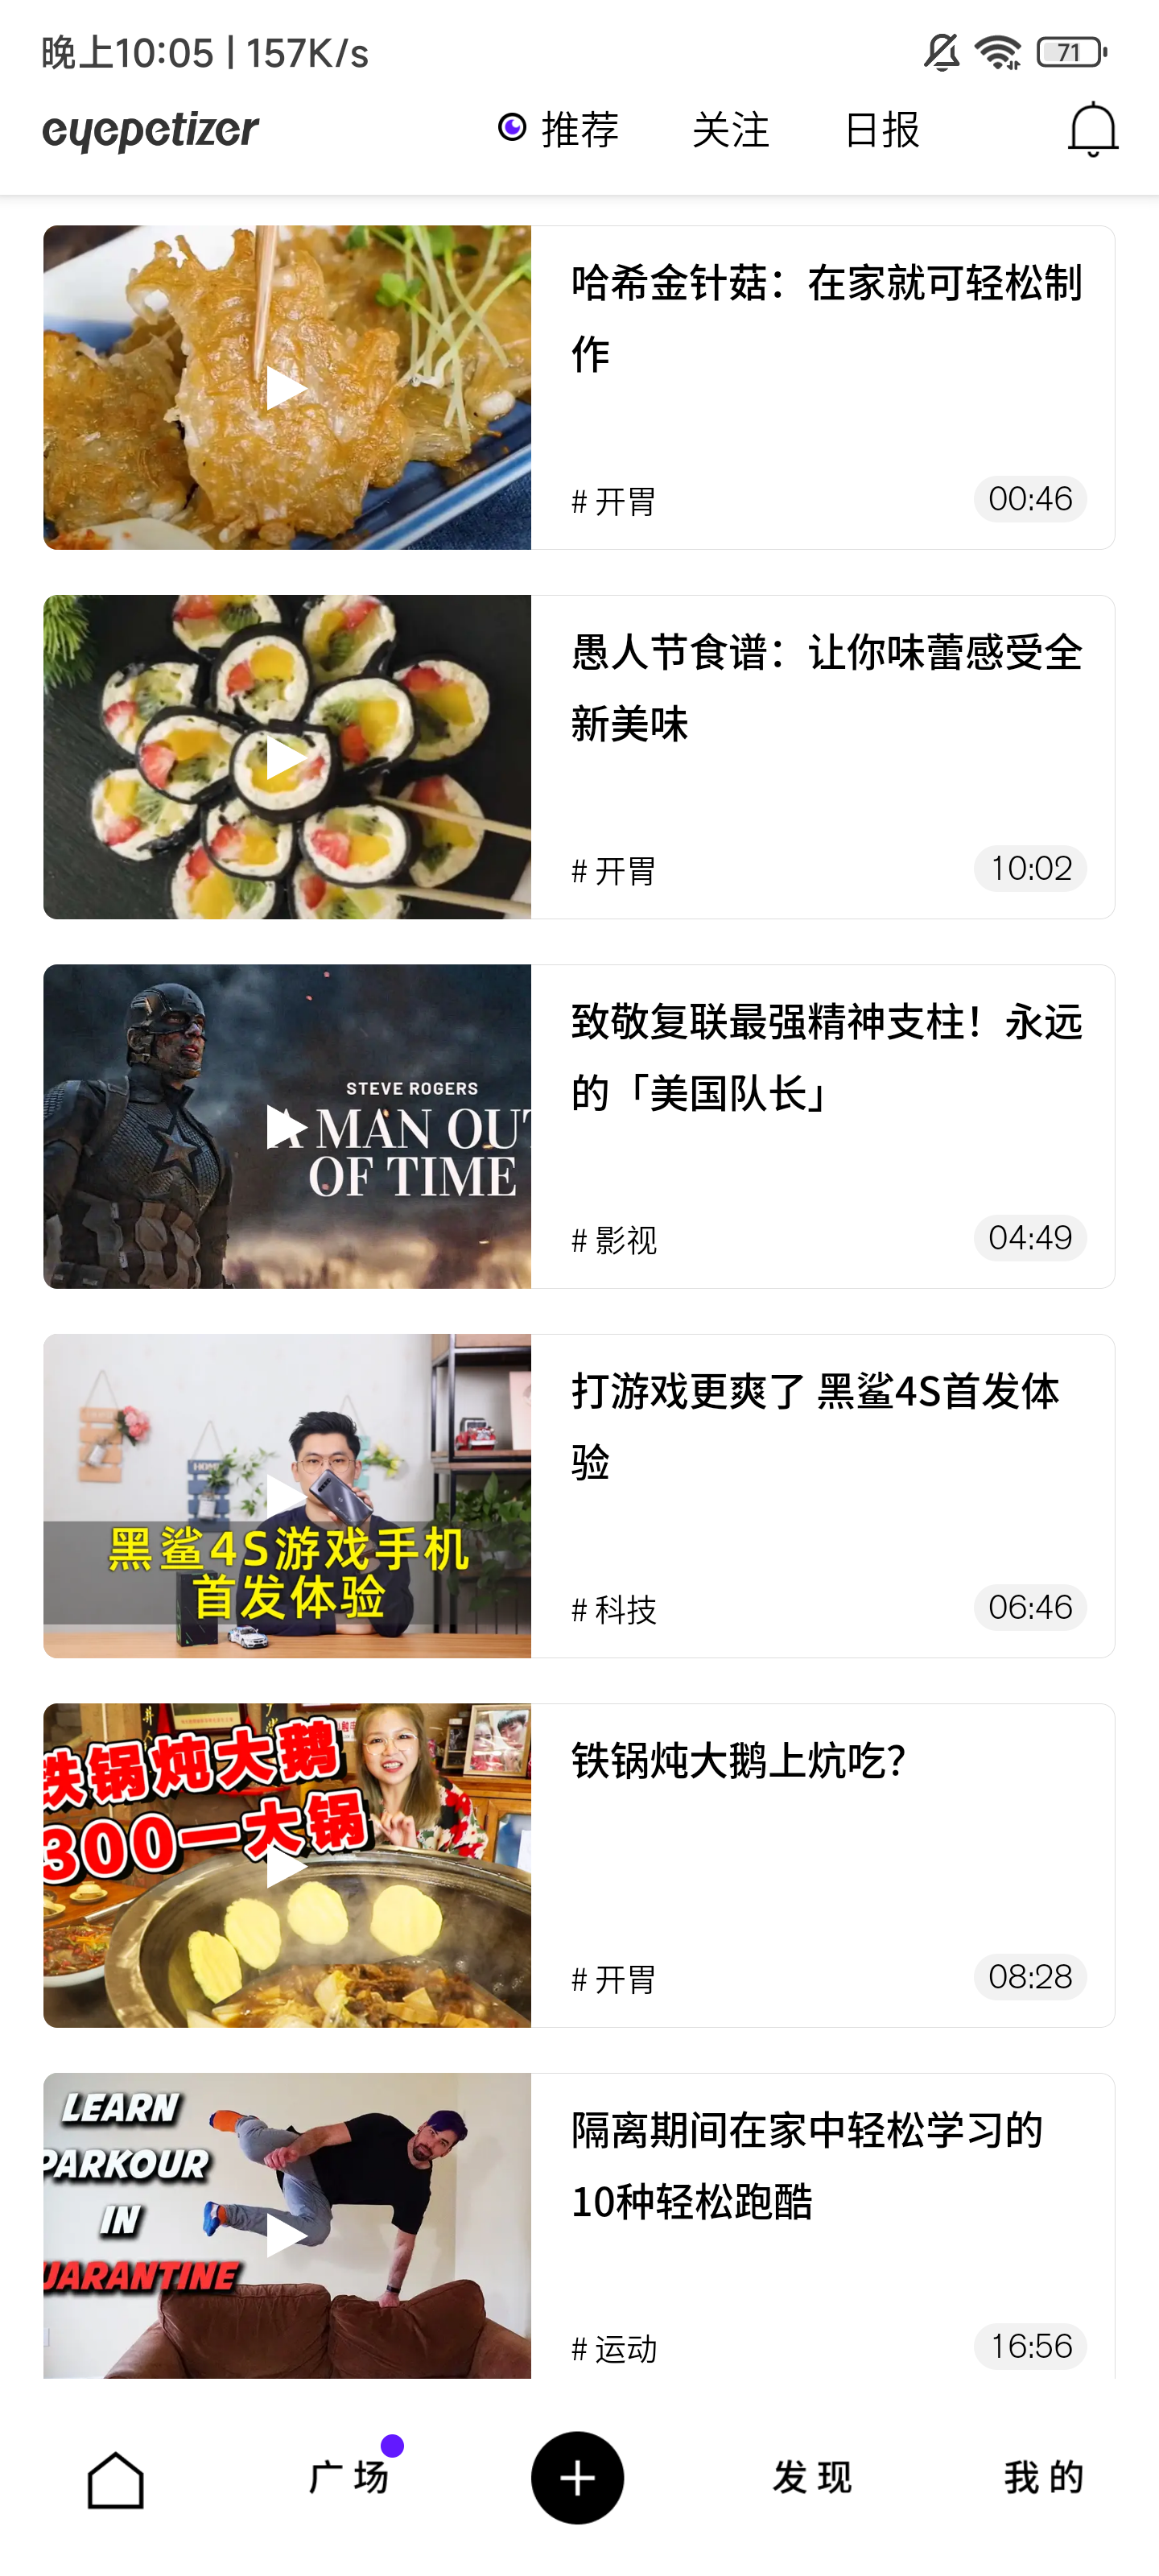 晚上10:05 | 157K/s
71
eyepetizer
推荐
关注
日报
哈希金针菇：在家就可轻松制
作
# 开胃
00:46
愚人节食谱：让你味蕾感受全
新美味
# 开胃
10:02
STEVE ROGERS
A MAN OUT
OF TIME
致敬复联最强精神支柱！永远
的「美国队长」
# 影视
04:49
HOME
黑鲨4S游戏手机
首发体验
打游戏更爽了 黑鲨4S首发体
验
# 科技
06:46
铁锅炖大鹅
300一大锅
铁锅炖大鹅上炕吃？
# 开胃
08:28
LEARN
PARKOUR
IN
UARANTINE
隔离期间在家中轻松学习的
10种轻松跑酷
# 运动
16:56
广场
发现
我的